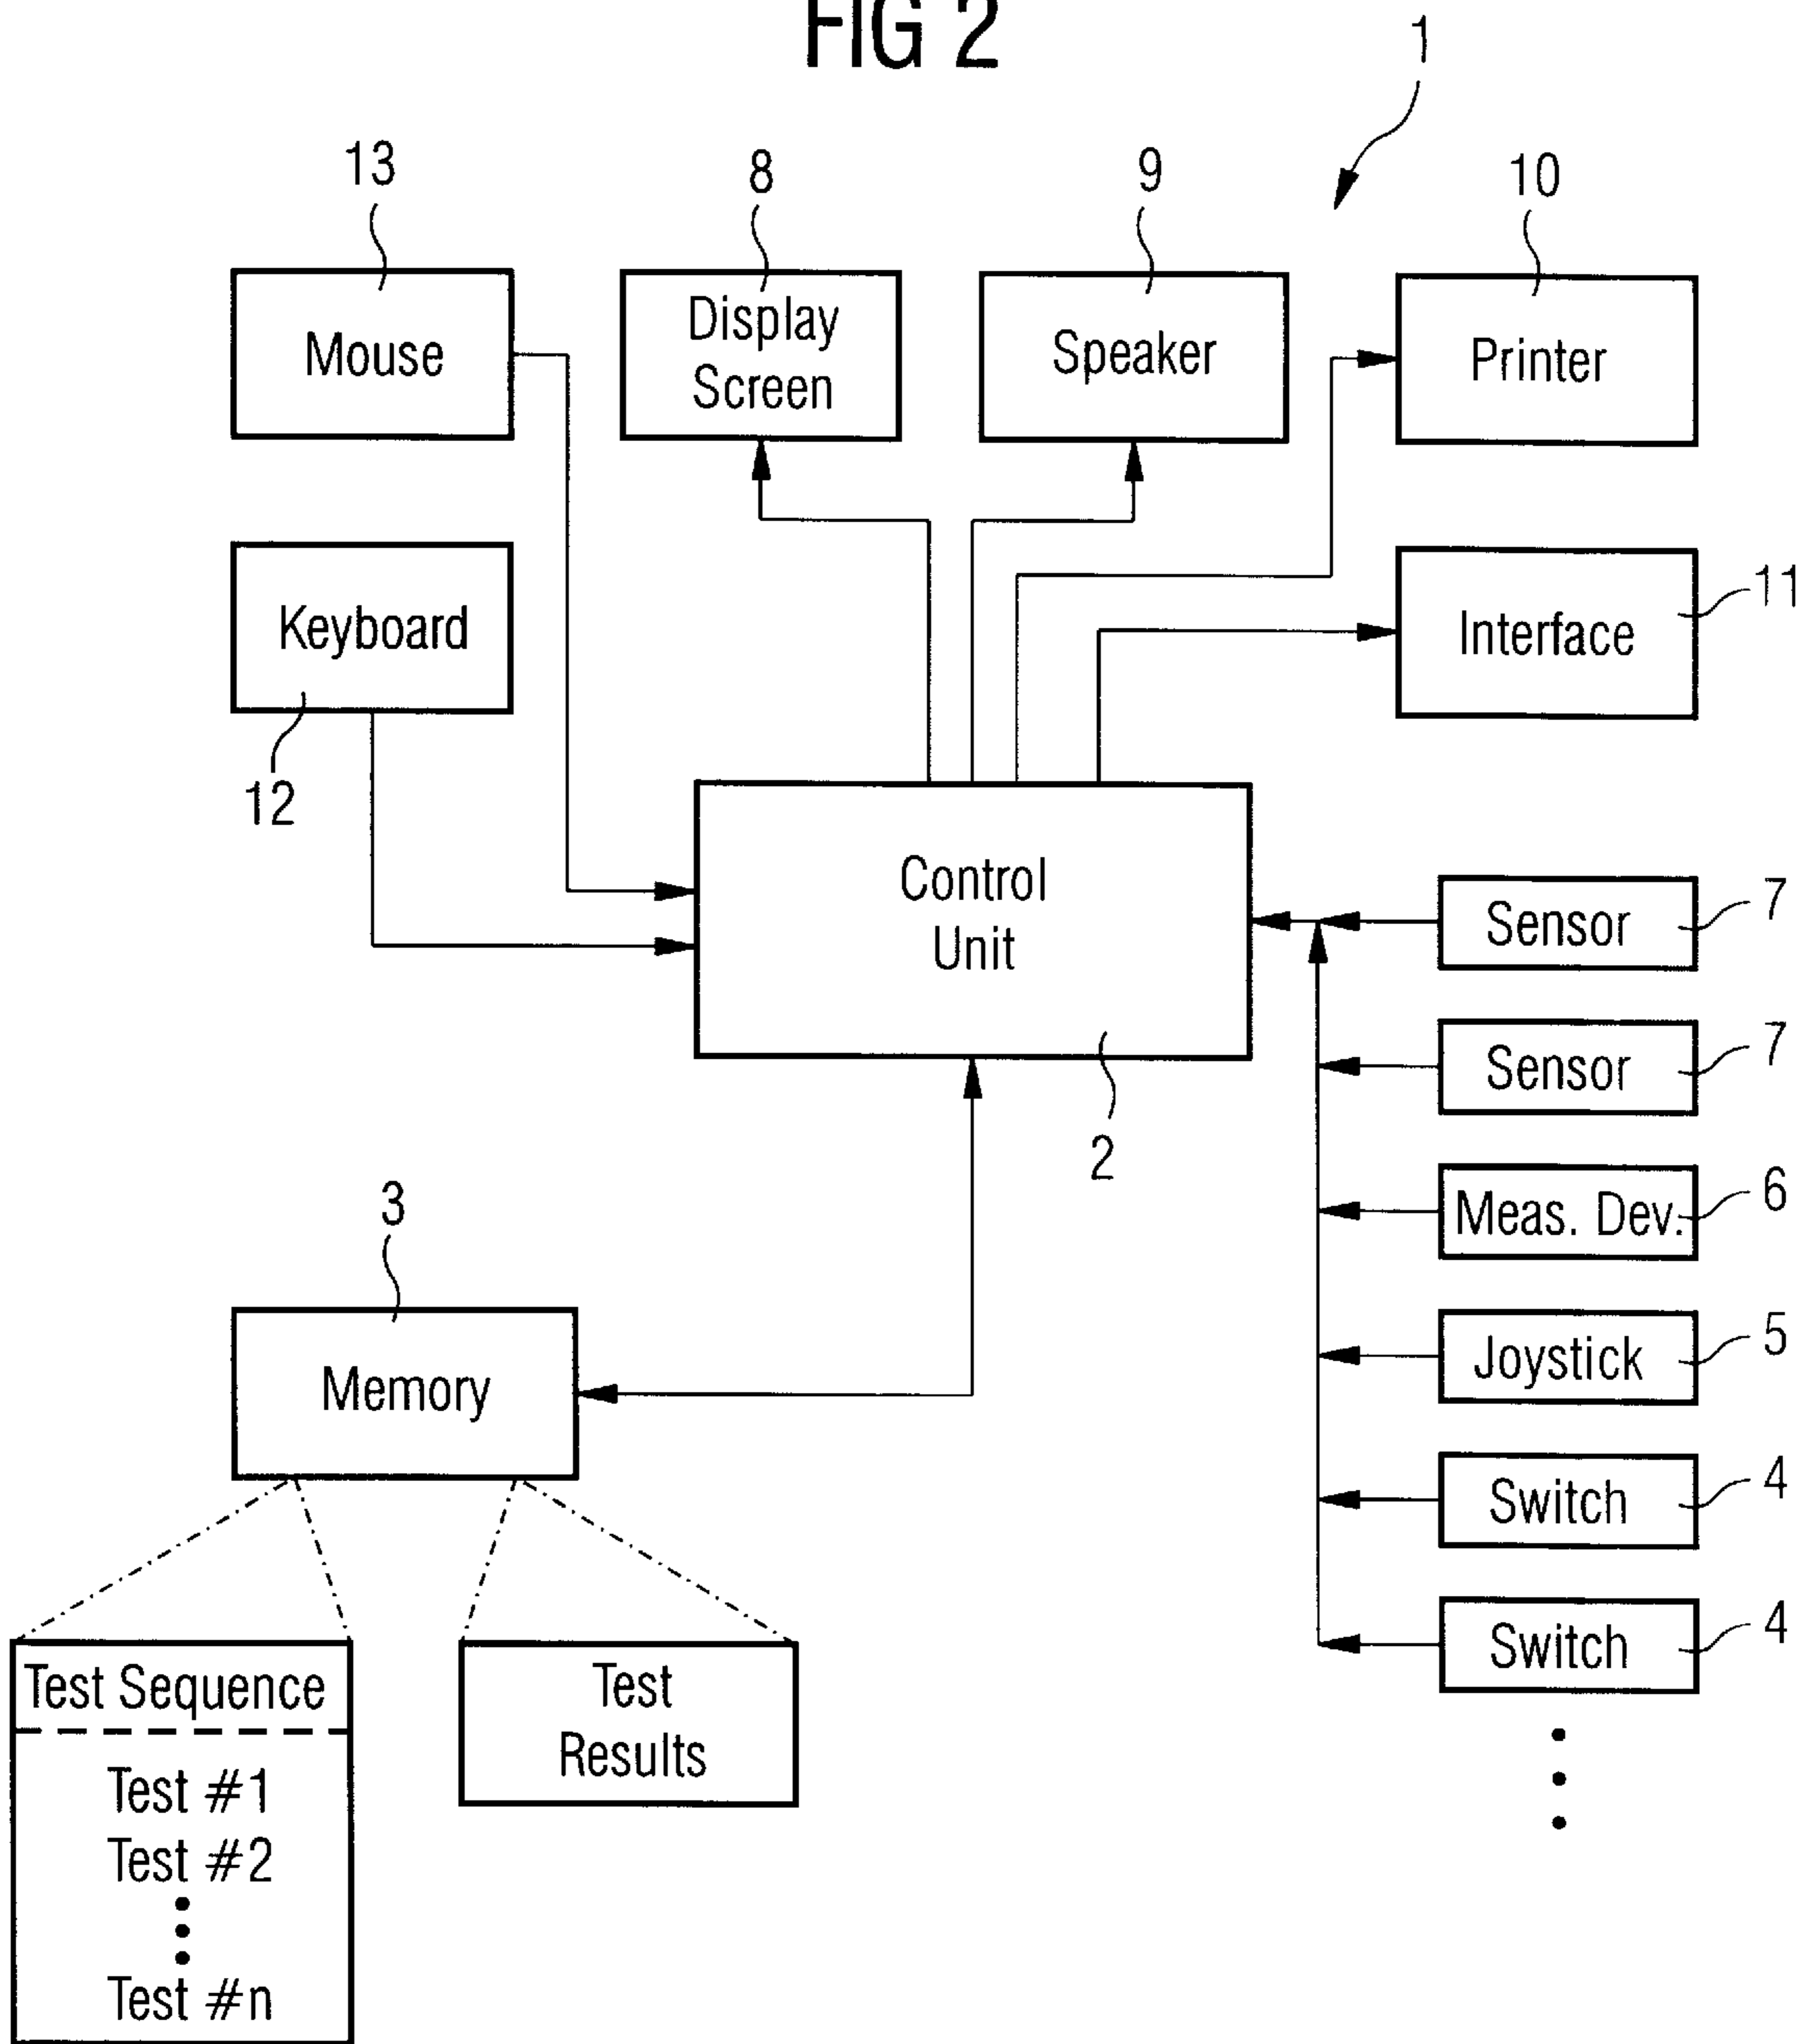 FIG 2
1
13
8
9
10
Mouse
Display
Screen
Speaker
Printer
Keyboard
12
Interface
11
Control
Unit
2
Sensor
7
Sensor
7
Meas. Dev.
6
Joystick
5
Switch
4
Switch
4
3
Memory
Test Sequence
Test #1
Test #2
Test #n
Test
Results